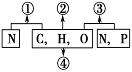 ① ② ③
N C, H, O N, P
④